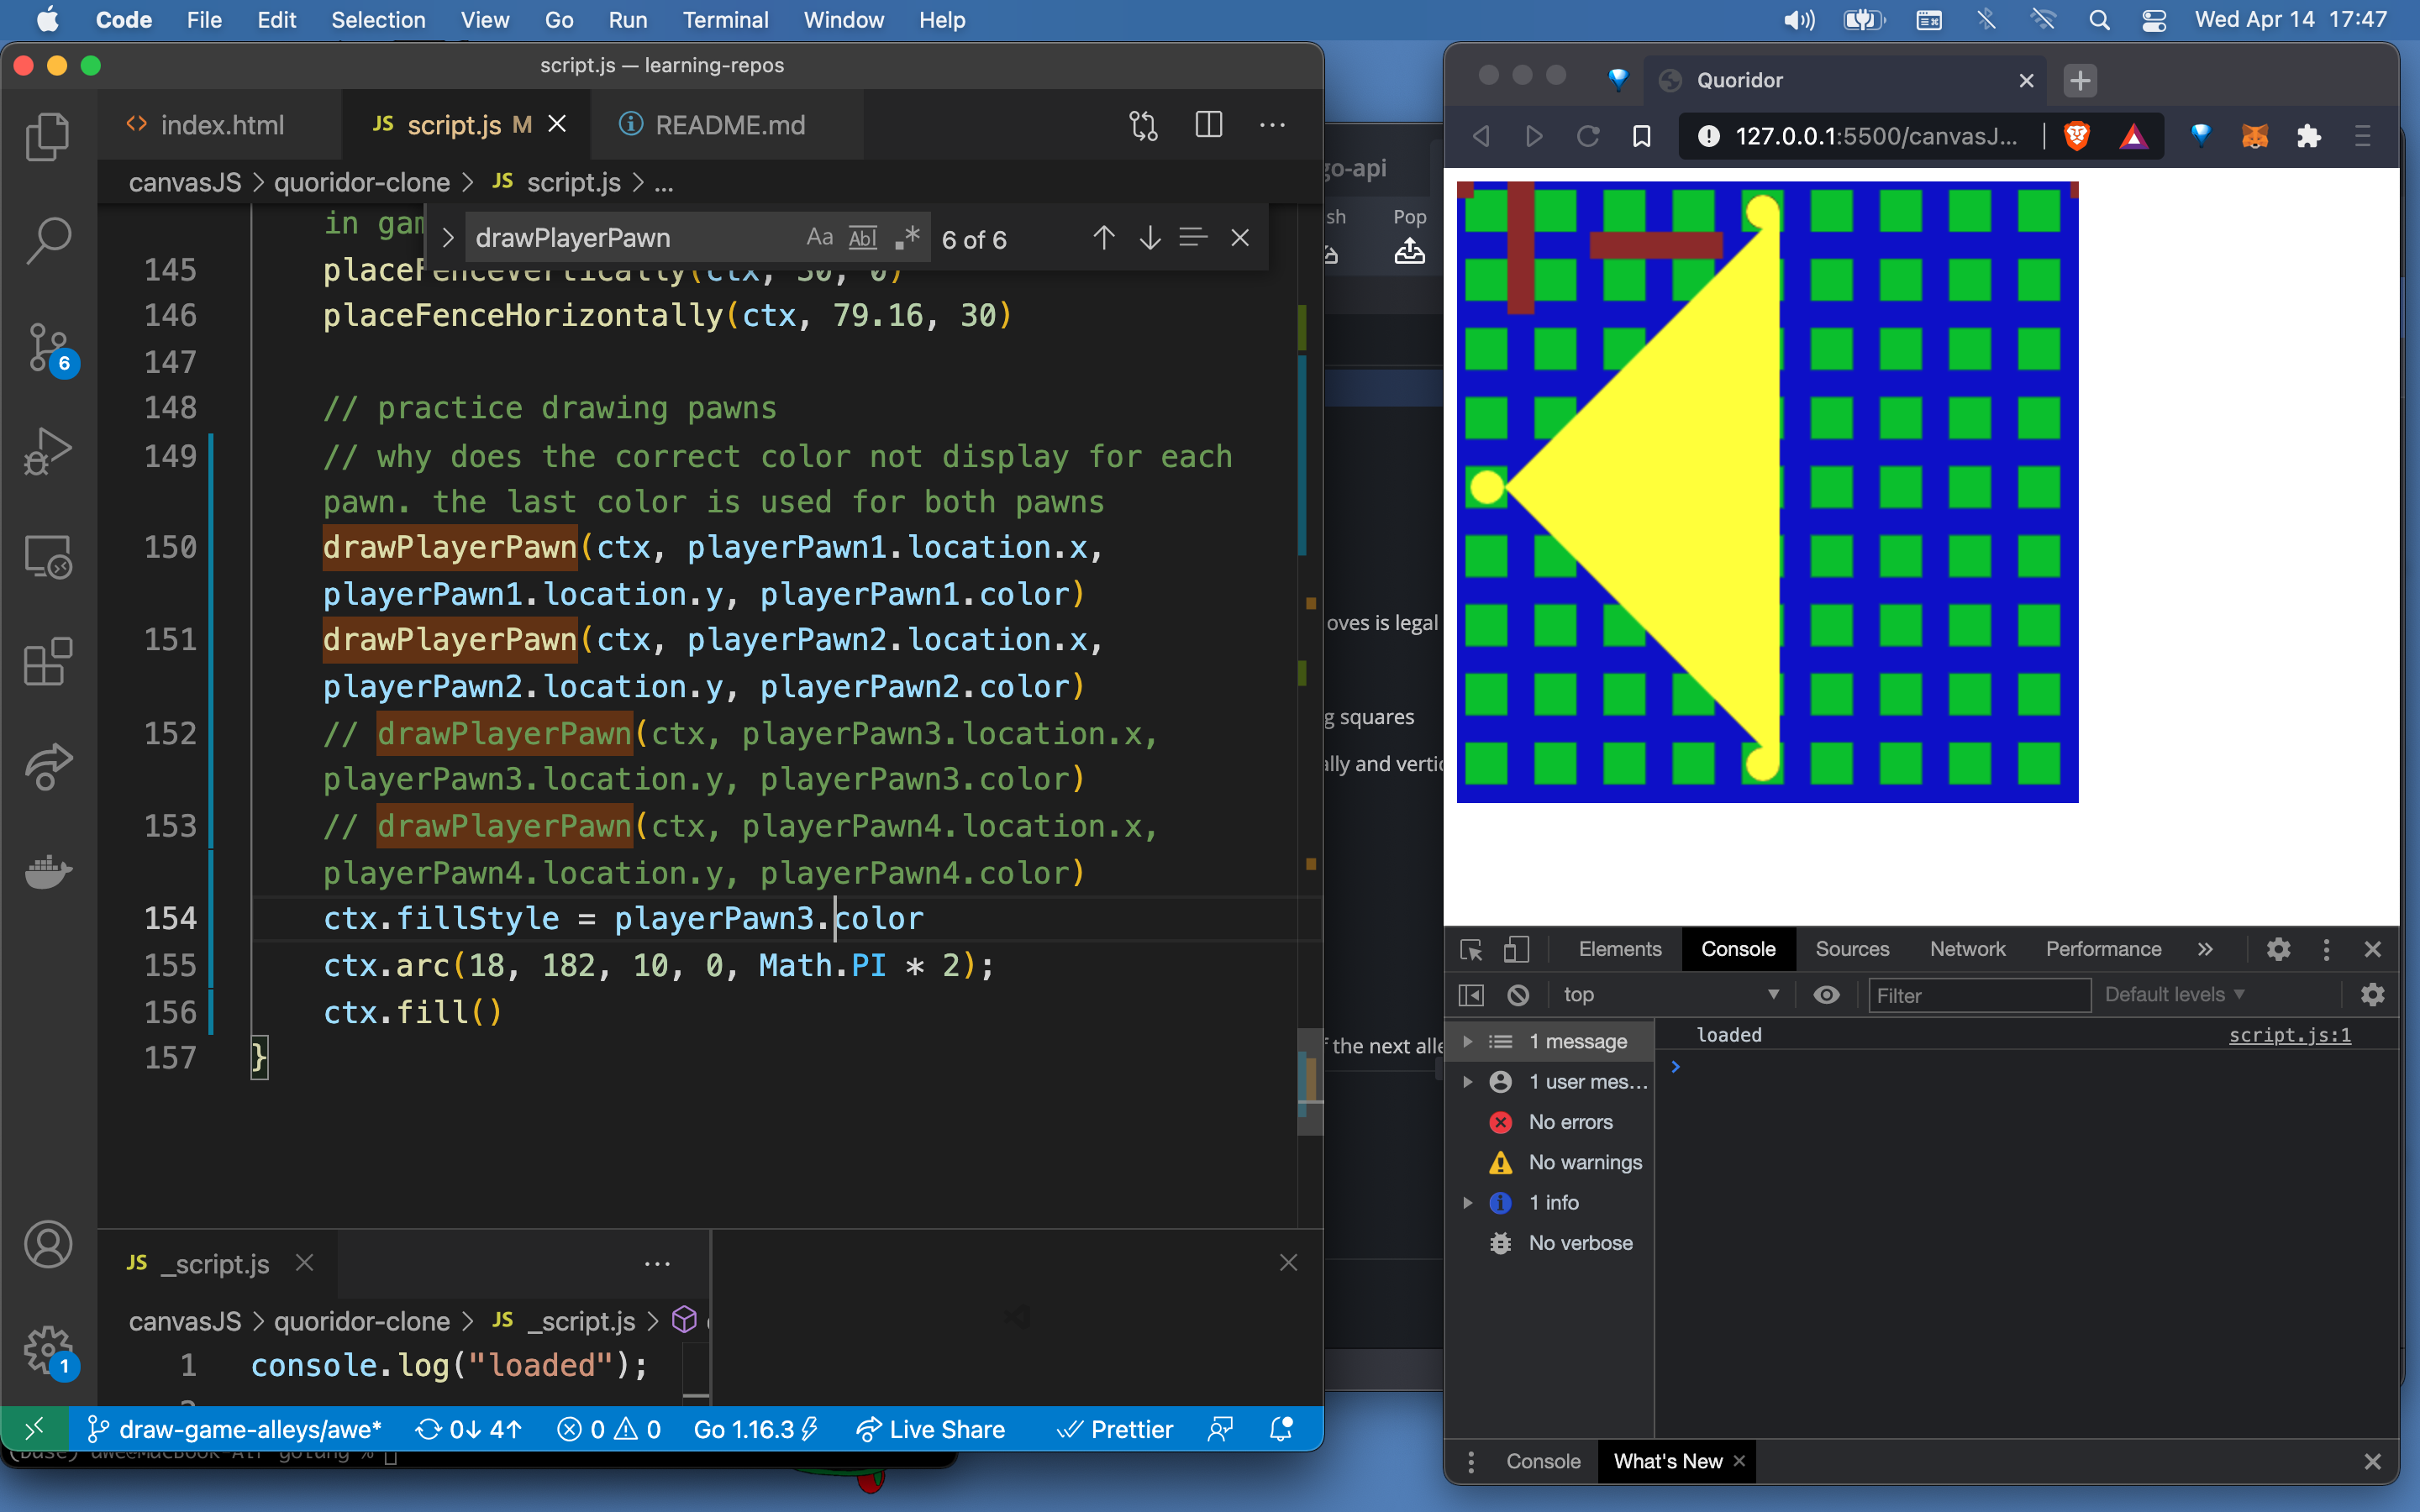 Code File Edit Selection View Go Run Terminal Window Help Wed Apr 14 17:47
script.js — learning-repos
index.html JS script.js M README.md
canvasJS > quoridor-clone > JS script.js > ...
drawPlayerPawn Aa Abl .* 6 of 6
in gam
145 placeFenceVertically(ctx, 30, 0)
146 placeFenceHorizontally(ctx, 79.16, 30)
147
148 // practice drawing pawns
149 // why does the correct color not display for each
pawn. the last color is used for both pawns
150 drawPlayerPawn(ctx, playerPawn1.location.x,
playerPawn1.location.y, playerPawn1.color)
151 drawPlayerPawn(ctx, playerPawn2.location.x,
playerPawn2.location.y, playerPawn2.color)
152 // drawPlayerPawn(ctx, playerPawn3.location.x,
playerPawn3.location.y, playerPawn3.color)
153 // drawPlayerPawn(ctx, playerPawn4.location.x,
playerPawn4.location.y, playerPawn4.color)
154 ctx.fillStyle = playerPawn3.color
155 ctx.arc(18, 182, 10, 0, Math.PI * 2);
156 ctx.fill()
157 }
6
1
JS _script.js ...
canvasJS > quoridor-clone > JS _script.js >
1 console.log("loaded");
draw-game-alleys/awe* 0↓ 4↑ 0 0 Go 1.16.3 Live Share Prettier
go-api
sh Pop
oves is legal
g squares
ally and vertic
f the next alle
Quoridor
127.0.0.1:5500/canvasJ...
Elements Console Sources Network Performance »
top Filter Default levels
1 message
1 user mes...
No errors
No warnings
1 info
No verbose
loaded script.js:1
Console What's New